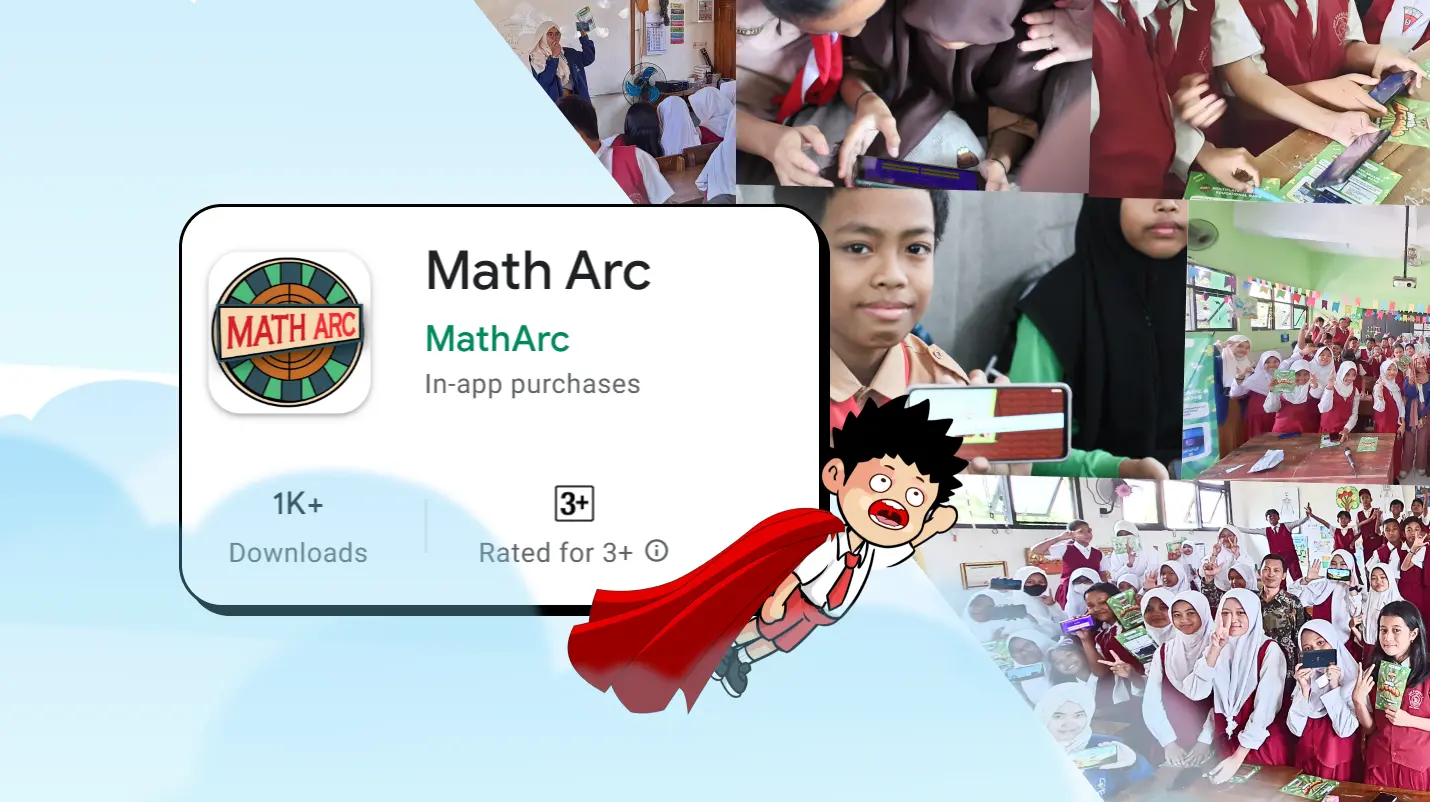 MATH ARC
Math Arc
MathArc
In-app purchases
1K+
Downloads
3+
Rated for 3+